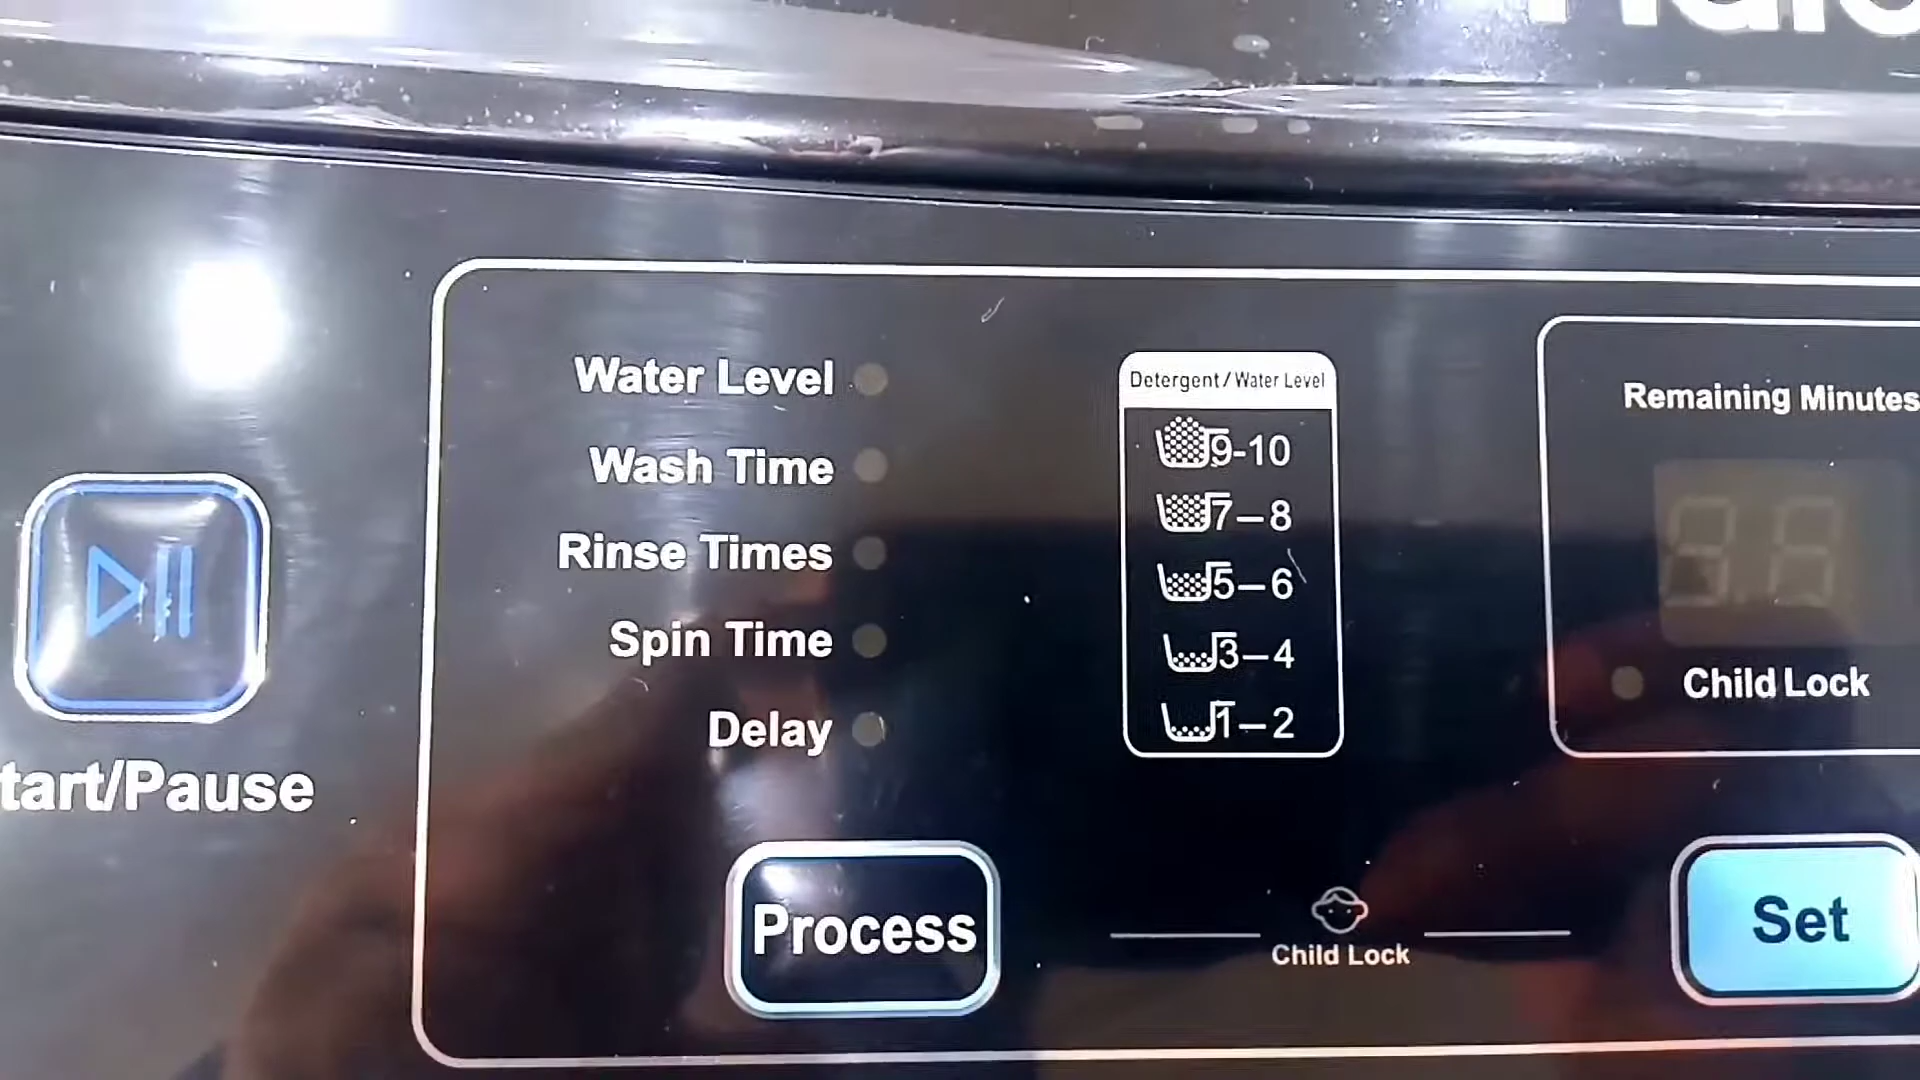 Water Level
Wash Time
Rinse Times
Spin Time
Delay
Detergent/Water Level
9-10
7–8
5–6
3–4
1–2
Remaining Minutes
Child Lock
tart/Pause
Process
Child Lock
Set